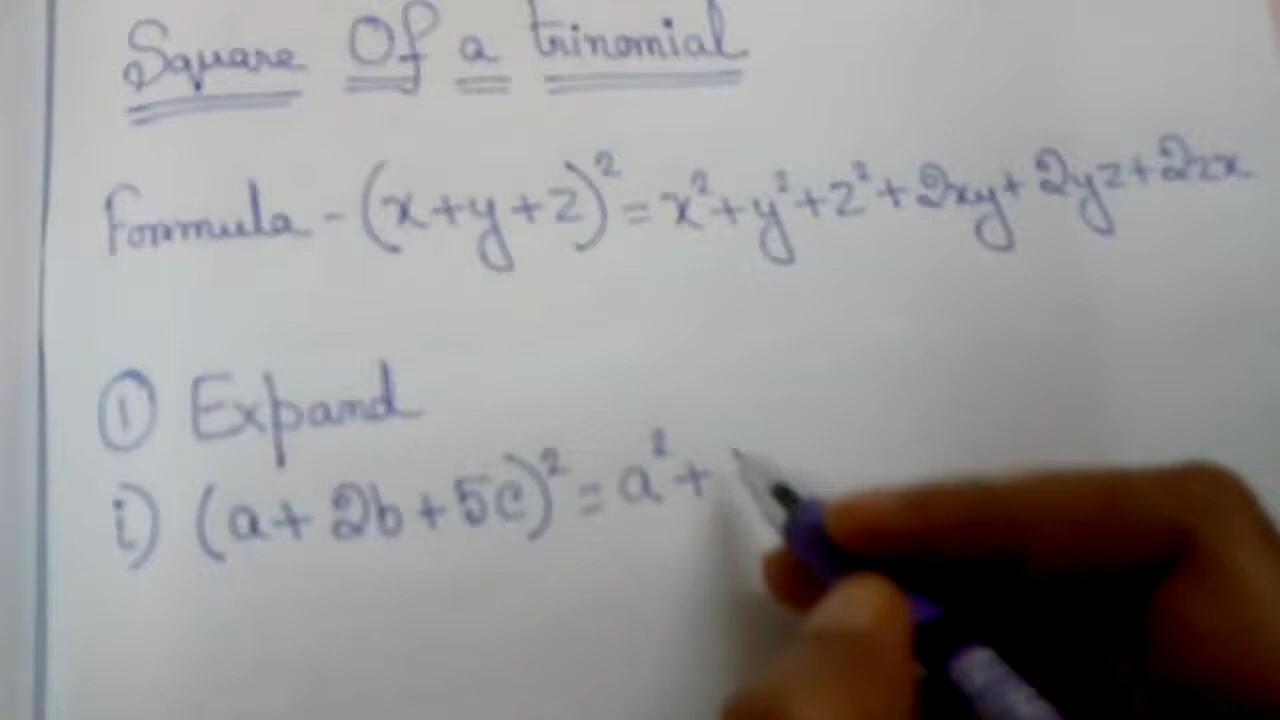 Square Of a trinomial
Formula - (x+y+z)² = x²+y²+z²+2xy+2yz+2zx
① Expand
i) (a+2b+5c)² = a²+